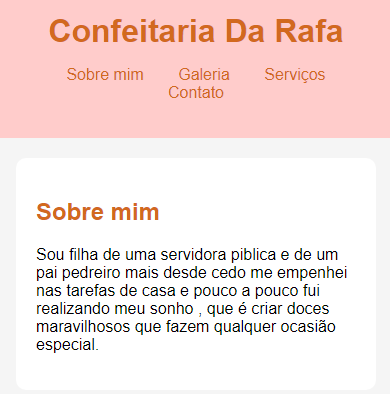 Confeitaria Da Rafa
Sobre mim Galeria Serviços
Contato
Sobre mim
Sou filha de uma servidora piblica e de um
pai pedreiro mais desde cedo me empenhei
nas tarefas de casa e pouco a pouco fui
realizando meu sonho , que é criar doces
maravilhosos que fazem qualquer ocasião
especial.